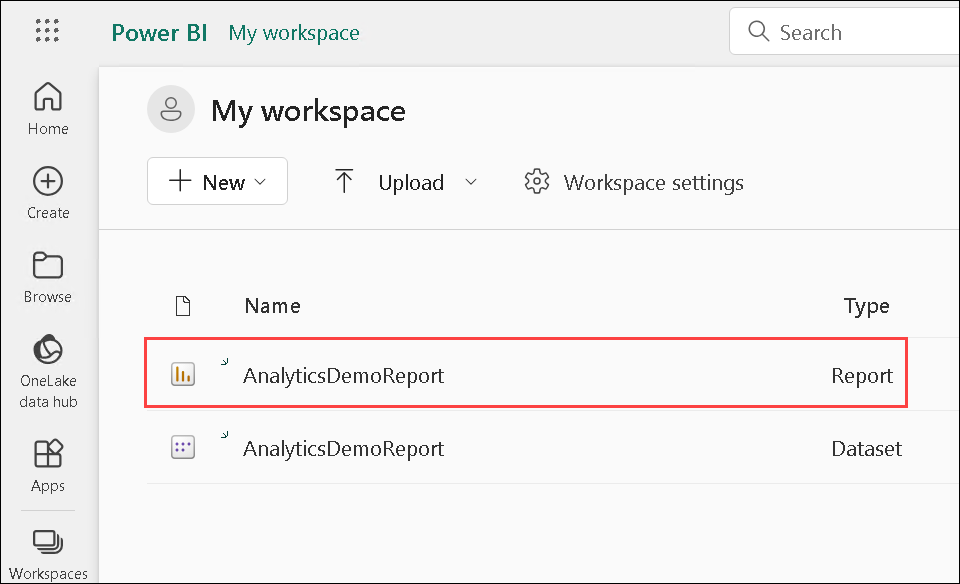 Power BI My workspace Search
Home
Create
Browse
OneLake
data hub
Apps
Workspaces
My workspace
New Upload Workspace settings
Name Type
AnalyticsDemoReport Report
AnalyticsDemoReport Dataset